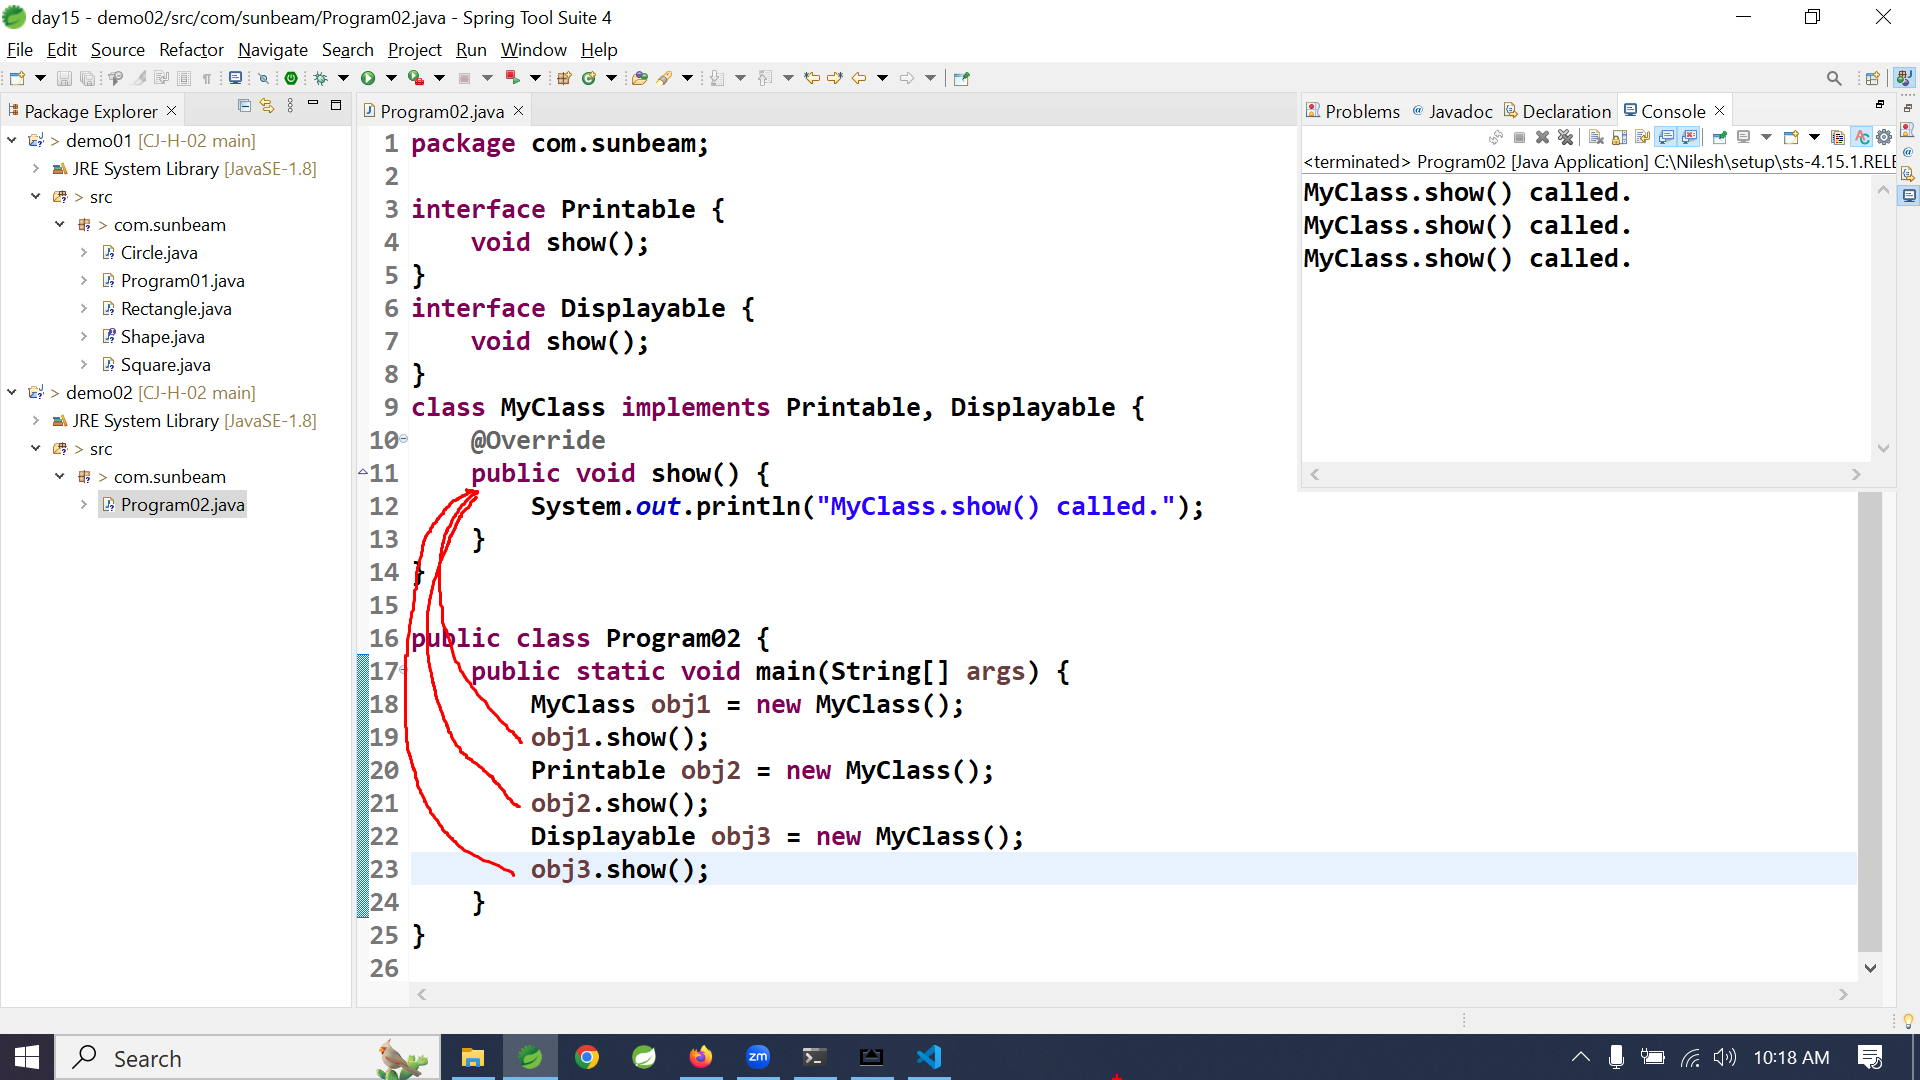 day15 - demo02/src/com/sunbeam/Program02.java - Spring Tool Suite 4
File Edit Source Refactor Navigate Search Project Run Window Help
Package Explorer
> demo01 [CJ-H-02 main]
JRE System Library [JavaSE-1.8]
> src
> com.sunbeam
Circle.java
Program01.java
Rectangle.java
Shape.java
Square.java
> demo02 [CJ-H-02 main]
JRE System Library [JavaSE-1.8]
> src
> com.sunbeam
Program02.java
Program02.java
1 package com.sunbeam;
2
3 interface Printable {
4 void show();
5 }
6 interface Displayable {
7 void show();
8 }
9 class MyClass implements Printable, Displayable {
10 @Override
11 public void show() {
12 System.out.println("MyClass.show() called.");
13 }
14 }
15
16 public class Program02 {
17 public static void main(String[] args) {
18 MyClass obj1 = new MyClass();
19 obj1.show();
20 Printable obj2 = new MyClass();
21 obj2.show();
22 Displayable obj3 = new MyClass();
23 obj3.show();
24 }
25 }
26
Problems @ Javadoc Declaration Console
<terminated> Program02 [Java Application] C:\Nilesh\setup\sts-4.15.1.RELE
MyClass.show() called.
MyClass.show() called.
MyClass.show() called.
Search
zm
10:18 AM